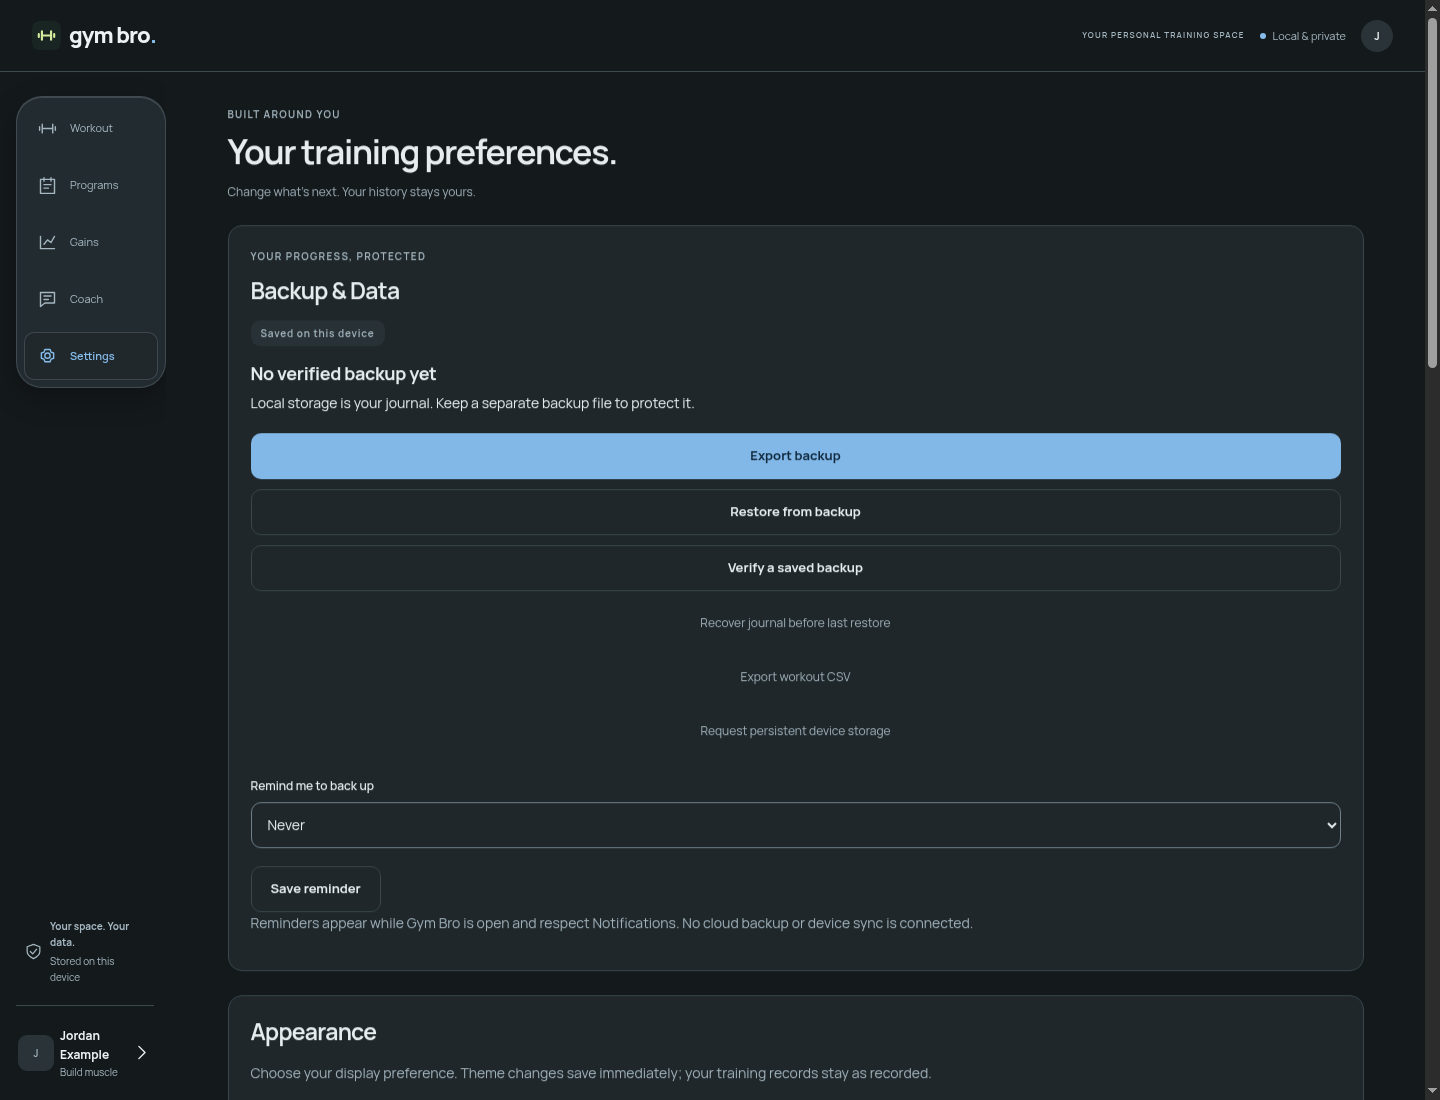 gym bro.
YOUR PERSONAL TRAINING SPACE
Local & private
J
Workout
Programs
Gains
Coach
Settings
BUILT AROUND YOU
Your training preferences.
Change what's next. Your history stays yours.
YOUR PROGRESS, PROTECTED
Backup & Data
Saved on this device
No verified backup yet
Local storage is your journal. Keep a separate backup file to protect it.
Export backup
Restore from backup
Verify a saved backup
Recover journal before last restore
Export workout CSV
Request persistent device storage
Remind me to back up
Never
Save reminder
Reminders appear while Gym Bro is open and respect Notifications. No cloud backup or device sync is connected.
Appearance
Choose your display preference. Theme changes save immediately; your training records stay as recorded.
Your space. Your
data.
Stored on this
device
J
Jordan
Example
Build muscle